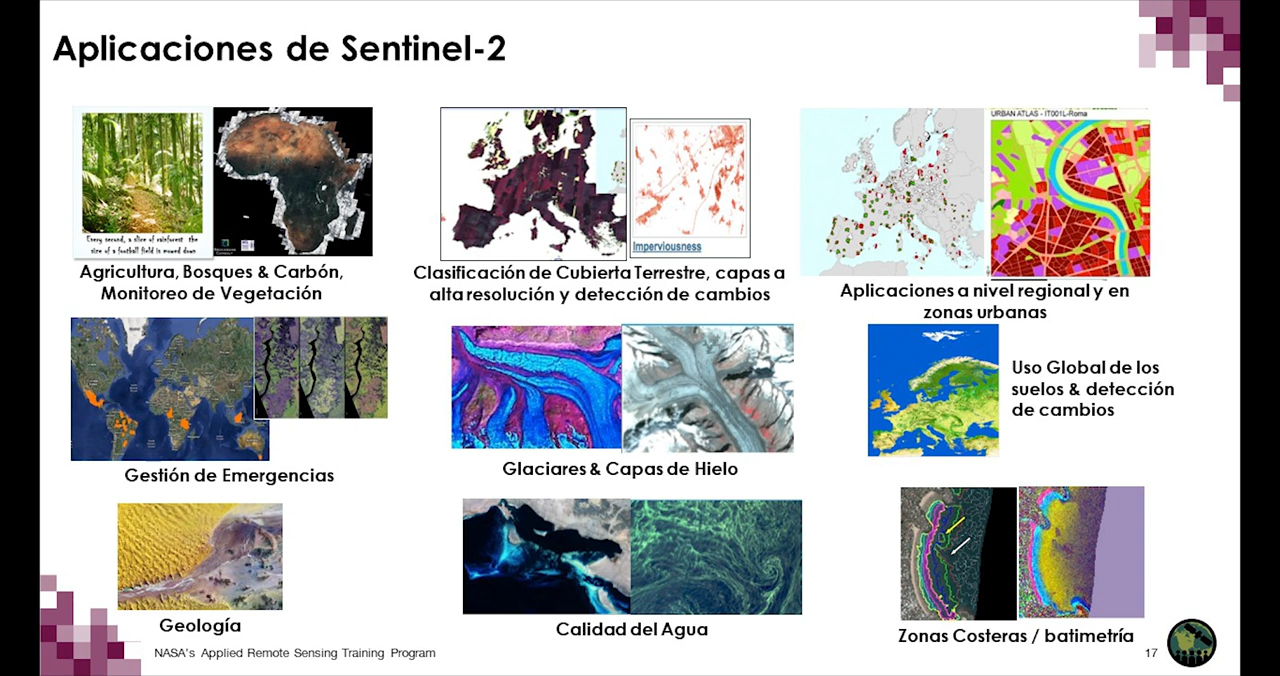 Aplicaciones de Sentinel-2
Every second, a slice of rainforest the
size of a football field is mowed down
Agricultura, Bosques & Carbón,
Monitoreo de Vegetación
Imperviousness
Clasificación de Cubierta Terrestre, capas a
alta resolución y detección de cambios
URBAN ATLAS - IT001L-Roma
Aplicaciones a nivel regional y en
zonas urbanas
Gestión de Emergencias
Glaciares & Capas de Hielo
Uso Global de los
suelos & detección
de cambios
Geología
Calidad del Agua
Zonas Costeras / batimetría
NASA's Applied Remote Sensing Training Program
17